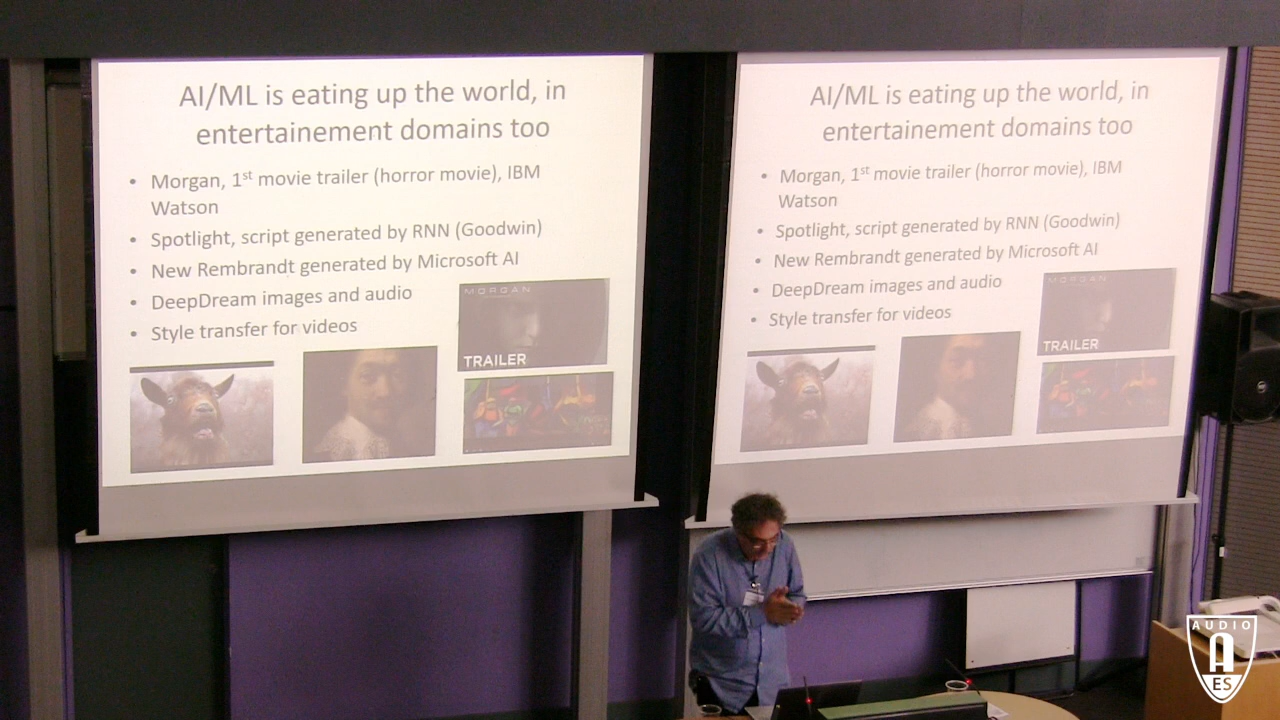 AI/ML is eating up the world, in
entertainement domains too
• Morgan, 1st movie trailer (horror movie), IBM
Watson
• Spotlight, script generated by RNN (Goodwin)
• New Rembrandt generated by Microsoft AI
• DeepDream images and audio
• Style transfer for videos
MORGAN
TRAILER
AI/ML is eating up the world, in
entertainement domains too
• Morgan, 1st movie trailer (horror movie), IBM
Watson
• Spotlight, script generated by RNN (Goodwin)
• New Rembrandt generated by Microsoft AI
• DeepDream images and audio
• Style transfer for videos
MORGAN
TRAILER
AUDIO
A
ES